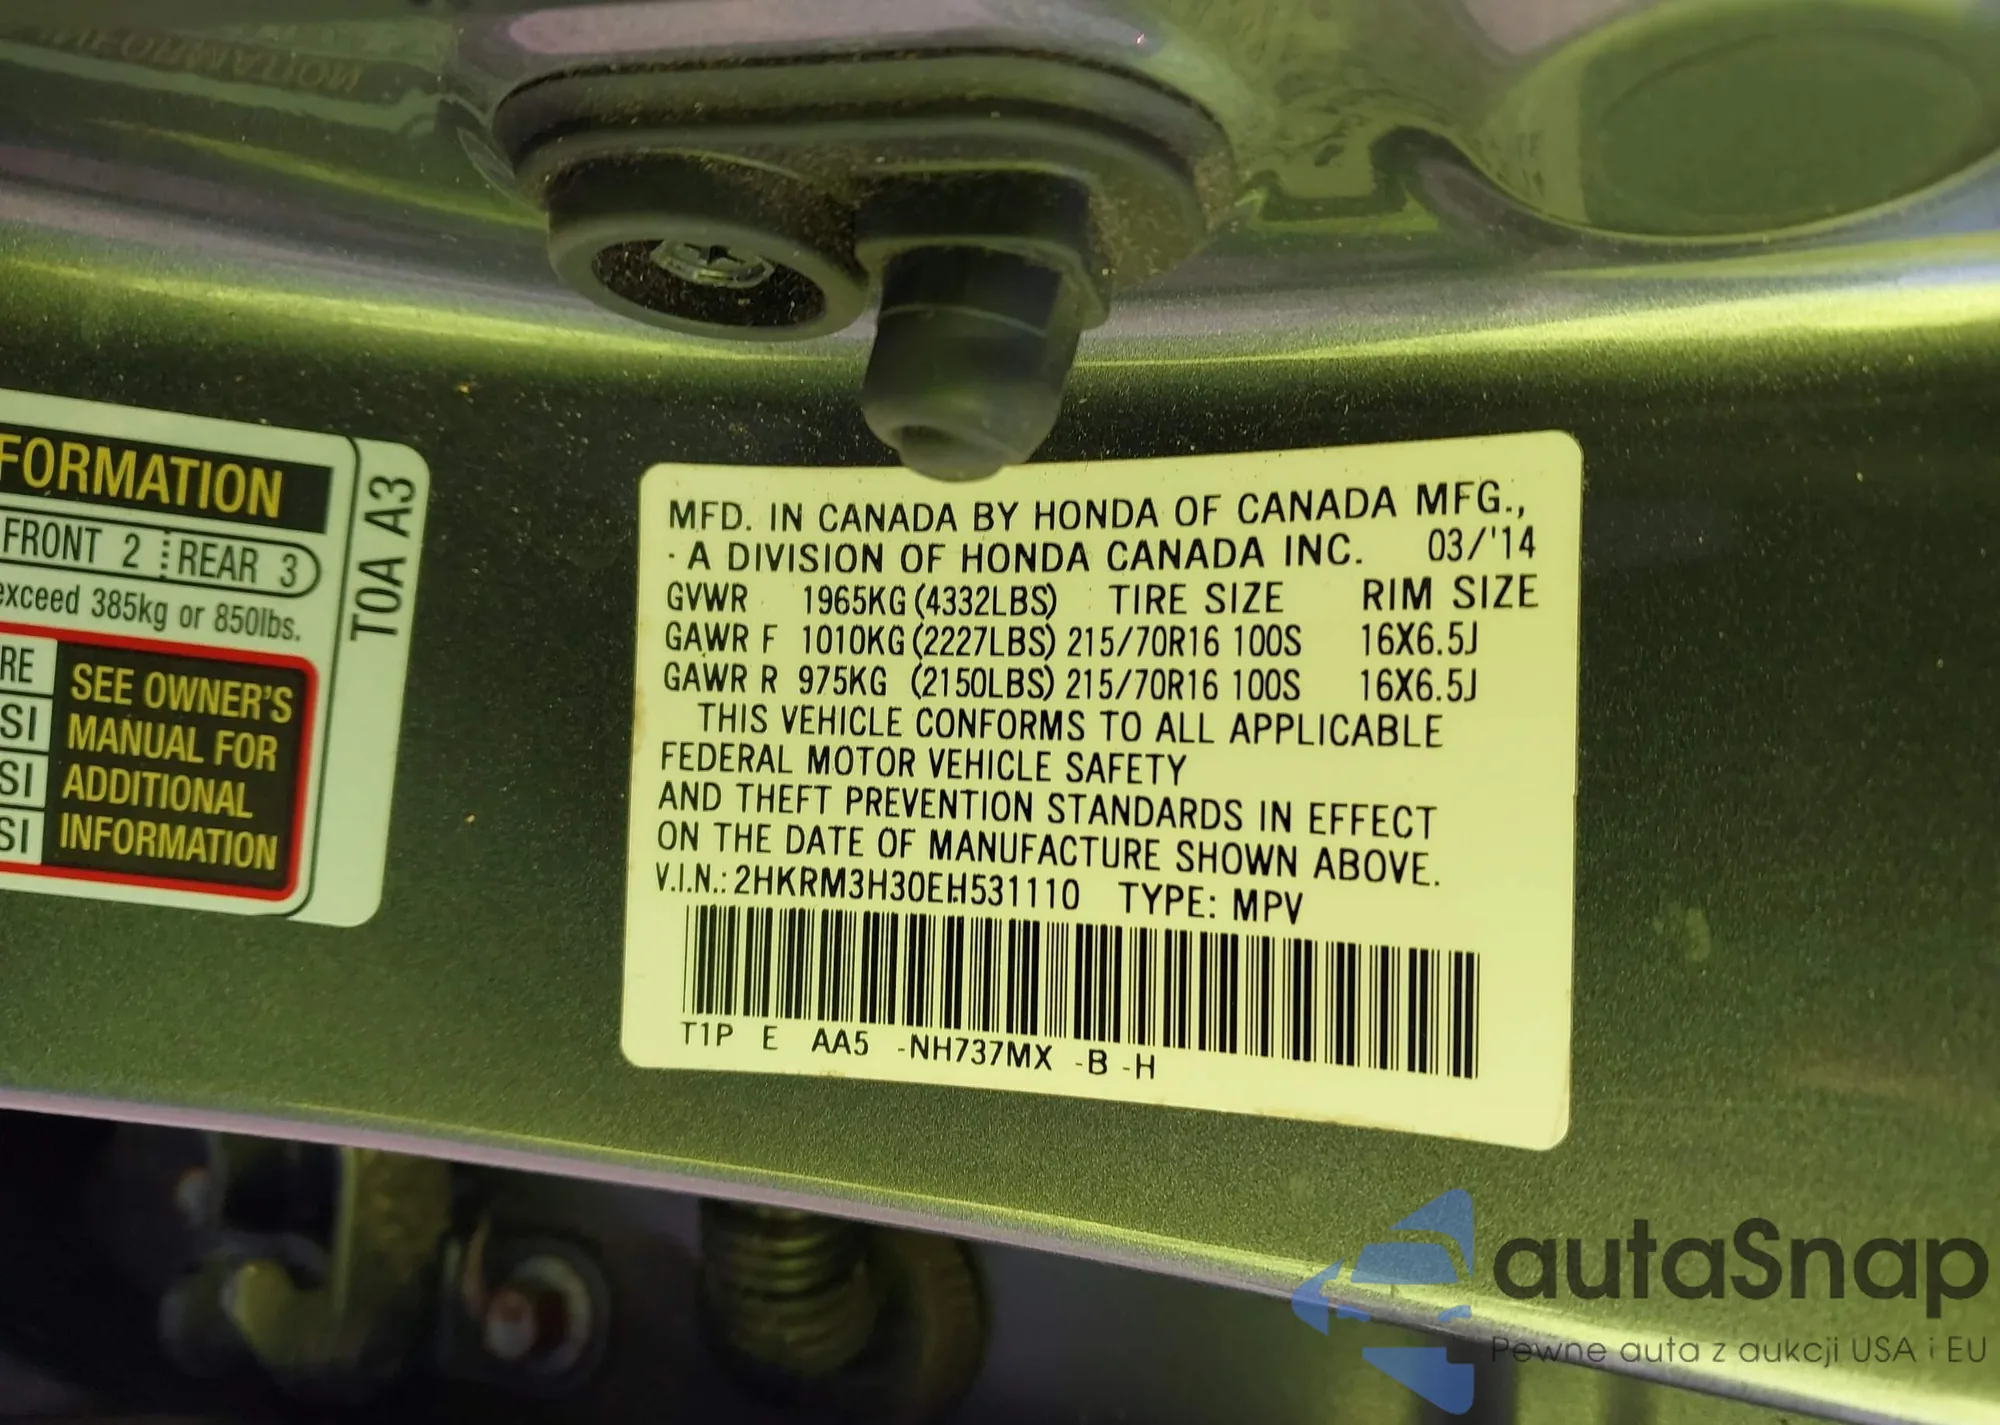 INFORMATION
FORMATION
FRONT 2 REAR 3
exceed 385kg or 850lbs.
RE
SI
SI
SI
SEE OWNER'S
MANUAL FOR
ADDITIONAL
INFORMATION
T0A A3
MFD. IN CANADA BY HONDA OF CANADA MFG.,
A DIVISION OF HONDA CANADA INC. 03/'14
GVWR 1965KG (4332LBS) TIRE SIZE RIM SIZE
GAWR F 1010KG (2227LBS) 215/70R16 100S 16X6.5J
GAWR R 975KG (2150LBS) 215/70R16 100S 16X6.5J
THIS VEHICLE CONFORMS TO ALL APPLICABLE
FEDERAL MOTOR VEHICLE SAFETY
AND THEFT PREVENTION STANDARDS IN EFFECT
ON THE DATE OF MANUFACTURE SHOWN ABOVE.
V.I.N.: 2HKRM3H30EH531110 TYPE: MPV
T1P E AA5 -NH737MX -B -H
autaSnap
Pewne auta z aukcji USA i EU